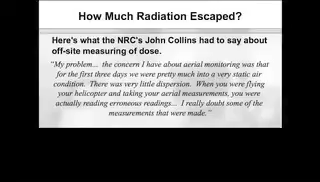 How Much Radiation Escaped?
Here's what the NRC's John Collins had to say about
off-site measuring of dose.
"My problem... the concern I have about aerial monitoring was that
for the first three days we were pretty much into a very static air
condition. There was very little dispersion. When you were flying
your helicopter and taking your aerial measurements, you were
actually reading erroneous readings... I really doubt some of the
measurements that were made."